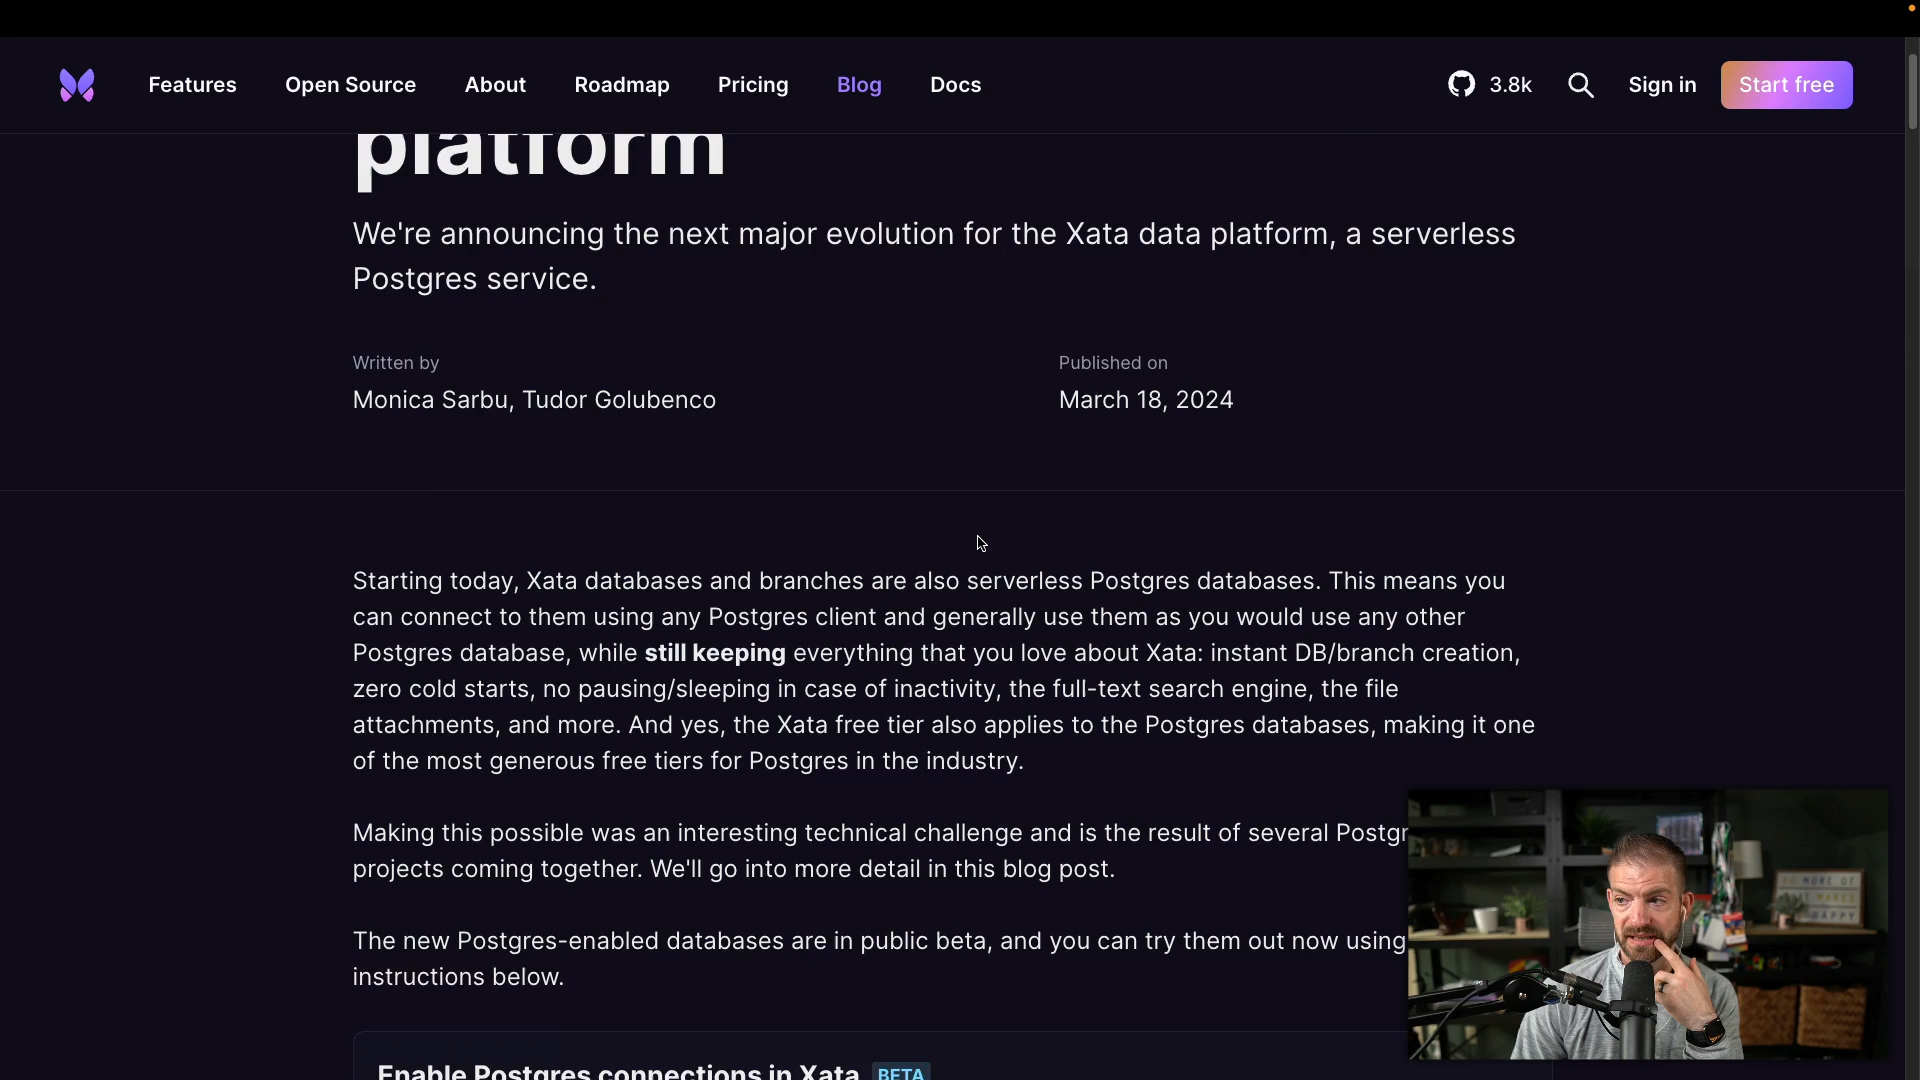 Features Open Source About Roadmap Pricing Blog Docs 3.8k Sign in Start free
platform
We're announcing the next major evolution for the Xata data platform, a serverless
Postgres service.
Written by Published on
Monica Sarbu, Tudor Golubenco March 18, 2024
Starting today, Xata databases and branches are also serverless Postgres databases. This means you
can connect to them using any Postgres client and generally use them as you would use any other
Postgres database, while still keeping everything that you love about Xata: instant DB/branch creation,
zero cold starts, no pausing/sleeping in case of inactivity, the full-text search engine, the file
attachments, and more. And yes, the Xata free tier also applies to the Postgres databases, making it one
of the most generous free tiers for Postgres in the industry.
Making this possible was an interesting technical challenge and is the result of several Postgr
projects coming together. We'll go into more detail in this blog post.
The new Postgres-enabled databases are in public beta, and you can try them out now using
instructions below.
Enable Postgres connections in Xata BETA